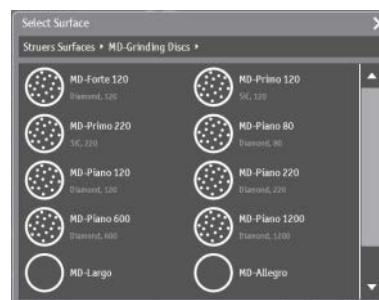 Select Surface
Struers Surfaces ▸ MD-Grinding Discs ▸
MD-Forte 120
Diamond, 120
MD-Primo 120
SiC, 120
MD-Primo 220
SiC, 220
MD-Piano 80
Diamond, 80
MD-Piano 120
Diamond, 120
MD-Piano 220
Diamond, 220
MD-Piano 600
Diamond, 600
MD-Piano 1200
Diamond, 1200
MD-Largo
MD-Allegro